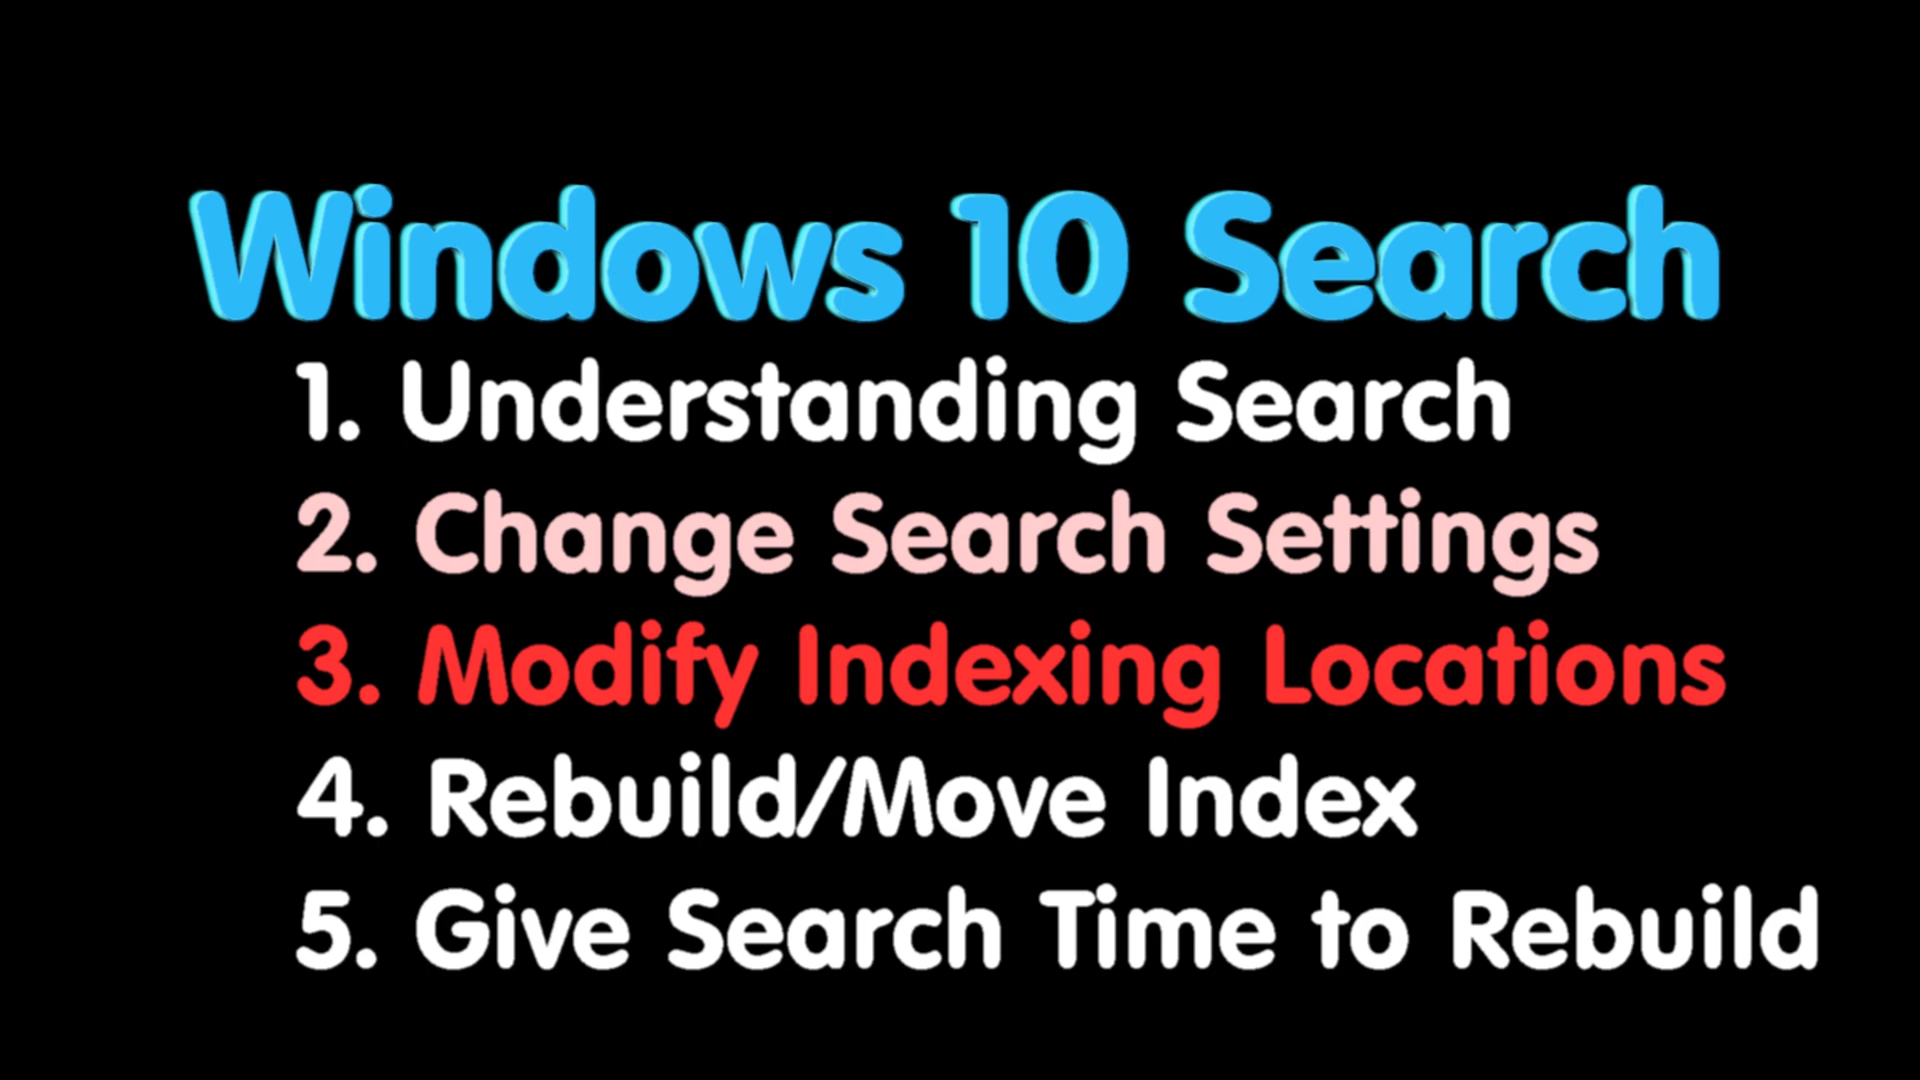 Windows 10 Search
1. Understanding Search
2. Change Search Settings
3. Modify Indexing Locations
4. Rebuild/Move Index
5. Give Search Time to Rebuild